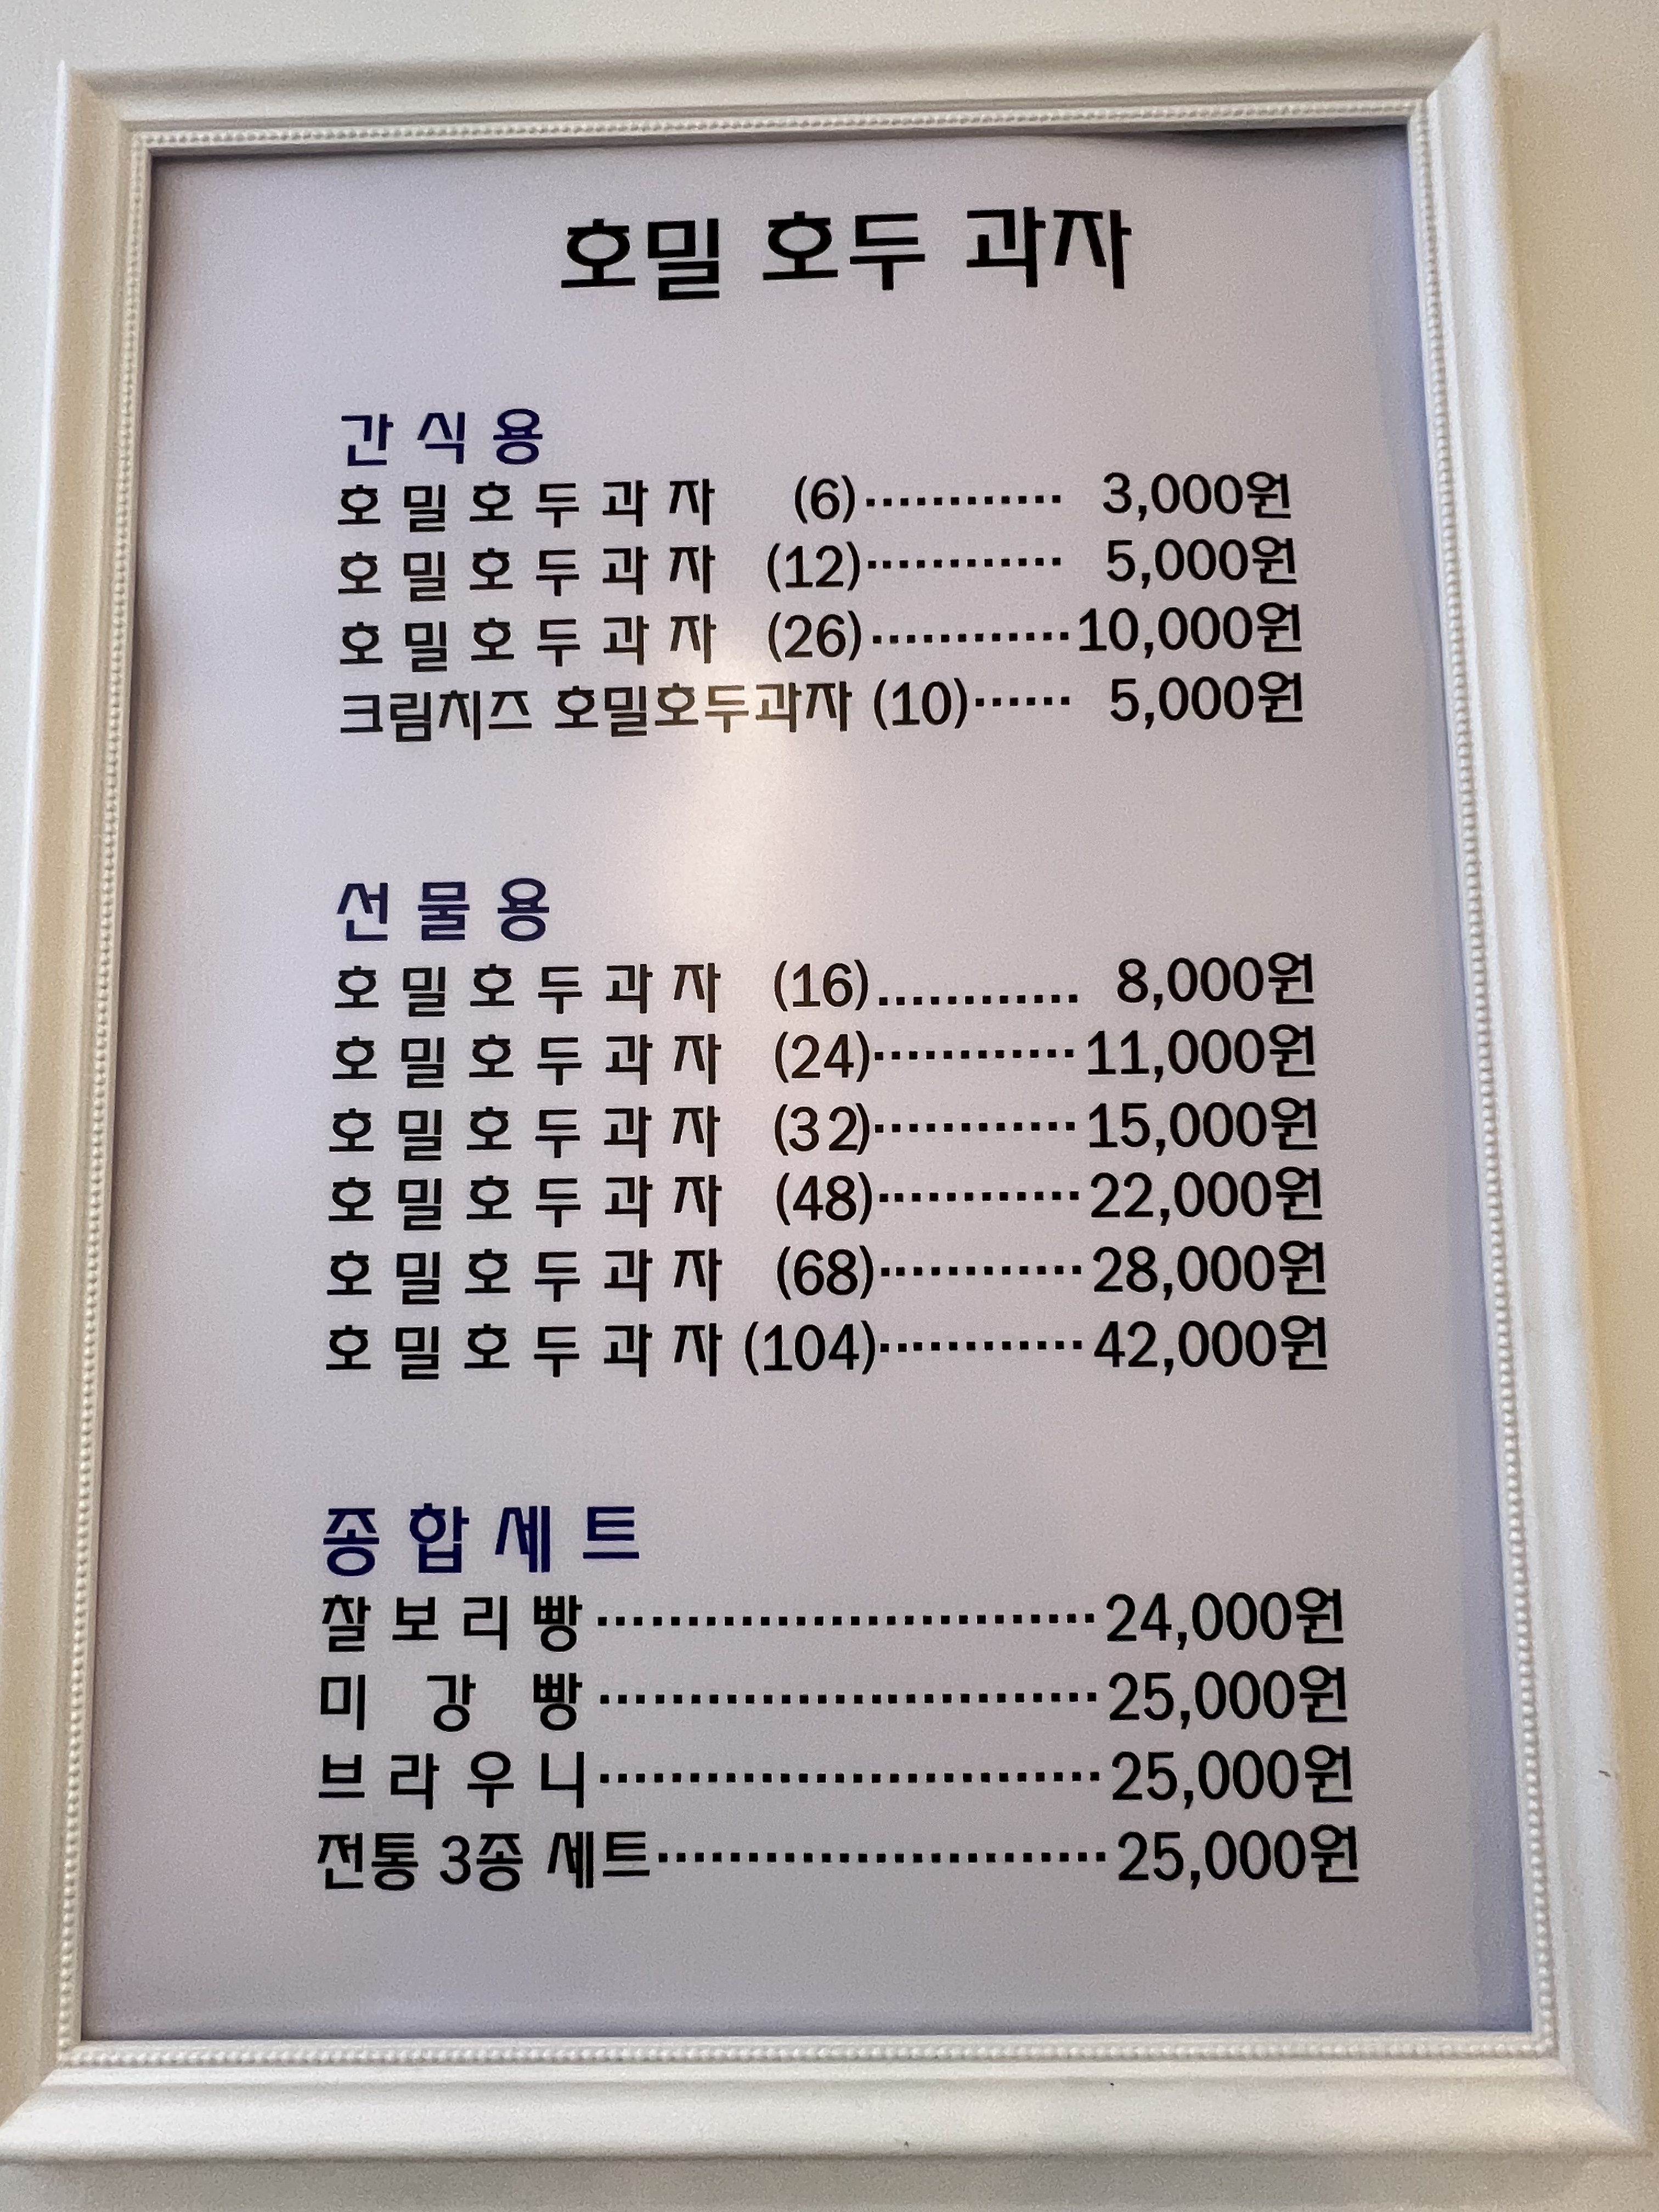 호밀 호두 과자
간식용
호밀호두과자 (6)············ 3,000원
호밀호두과자 (12)············ 5,000원
호밀호두과자 (26)············10,000원
크림치즈 호밀호두과자 (10)······ 5,000원
선물용
호밀호두과자 (16)............ 8,000원
호밀호두과자 (24)············11,000원
호밀호두과자 (32)············15,000원
호밀호두과자 (48)············22,000원
호밀호두과자 (68)············28,000원
호밀호두과자 (104)············42,000원
종합세트
찰보리빵····························24,000원
미강빵····························25,000원
브라우니····························25,000원
전통 3종 세트·························25,000원